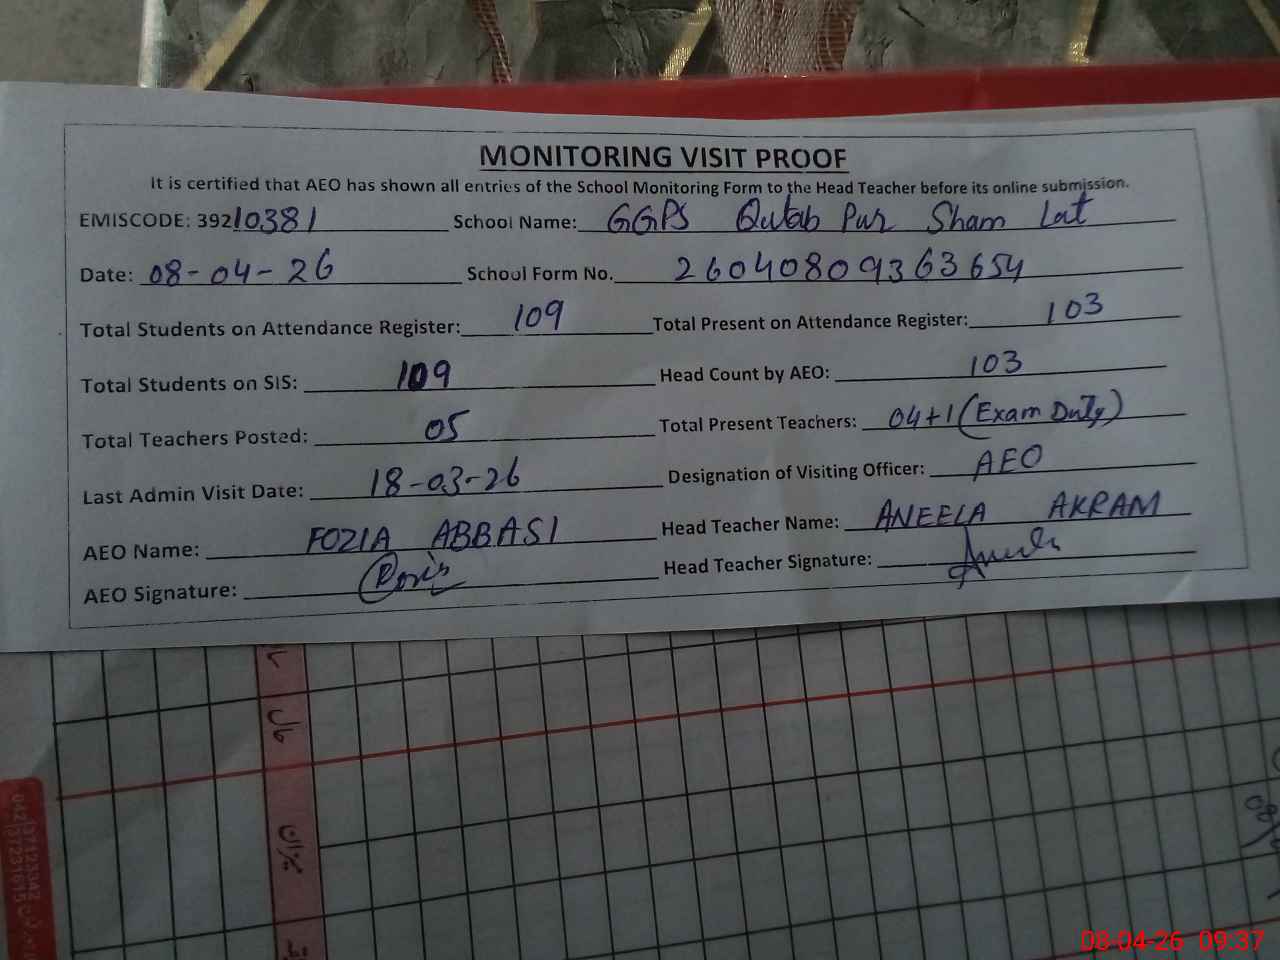 MONITORING VISIT PROOF
It is certified that AEO has shown all entries of the School Monitoring Form to the Head Teacher before its online submission.
EMISCODE: 39210381 School Name: GGPS Qutab Pur Sham Lat
Date: 08-04-26 School Form No. 26040809363654
Total Students on Attendance Register: 109 Total Present on Attendance Register: 103
Total Students on SIS: 109 Head Count by AEO: 103
Total Teachers Posted: 05 Total Present Teachers: 04+1 (Exam Duty)
Last Admin Visit Date: 18-03-26 Designation of Visiting Officer: AEO
AEO Name: FOZIA ABBASI Head Teacher Name: ANEELA AKRAM
AEO Signature: Head Teacher Signature:
حال
میزان
08-04-26 09:37